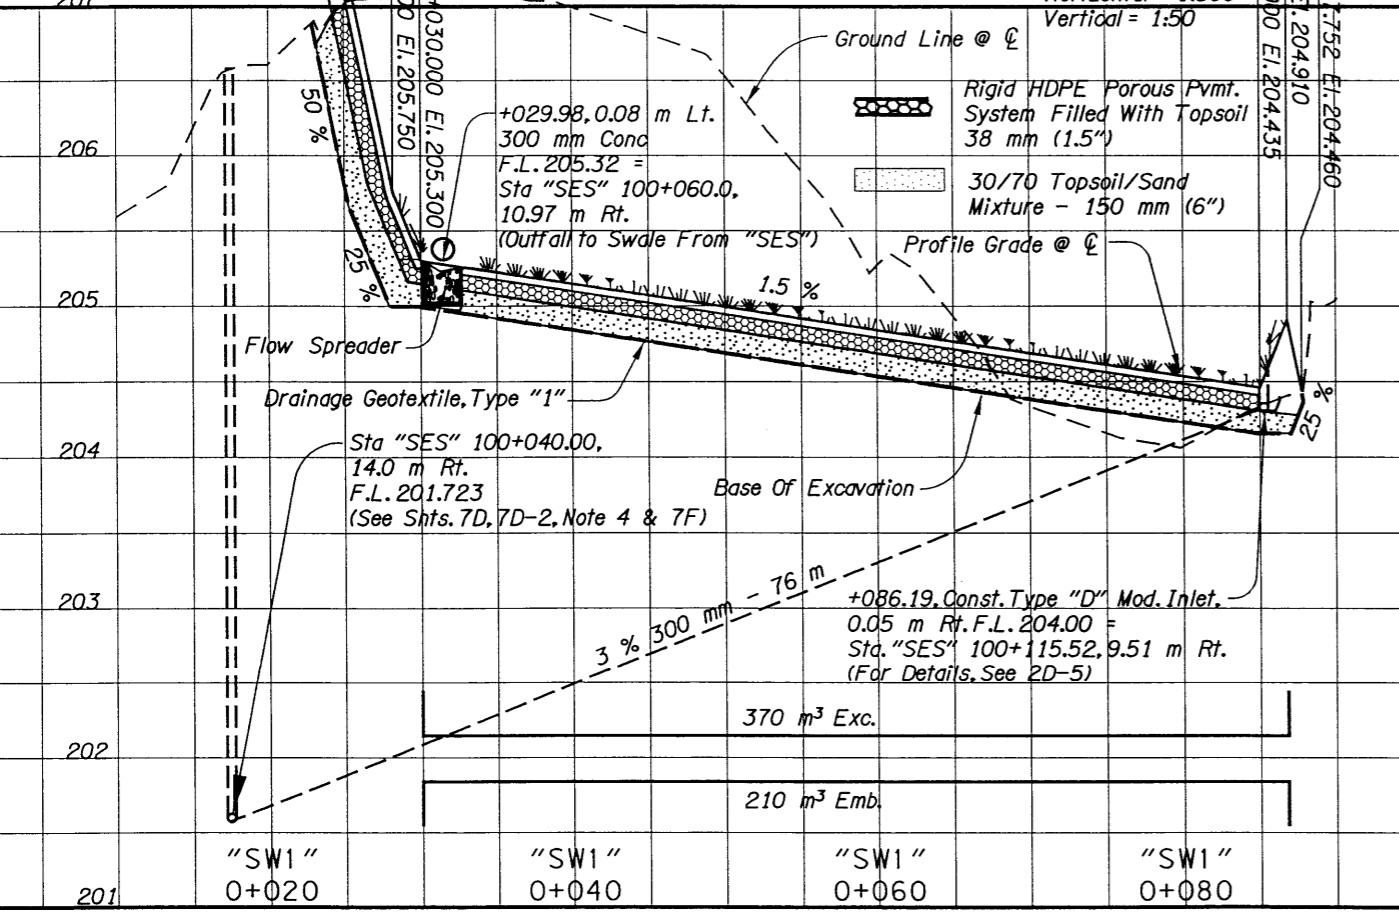 Vertical = 1:50
Ground Line @ ℄
Rigid HDPE Porous Pvmt.
System Filled With Topsoil
38 mm (1.5")
30/70 Topsoil/Sand
Mixture - 150 mm (6")
Profile Grade @ ℄
+029.98, 0.08 m Lt.
300 mm Conc
F.L. 205.32 =
Sta "SES" 100+060.0,
10.97 m Rt.
(Outfall to Swale From "SES")
00 El. 205.750
+030.000 El. 205.300
000 El. 204.435
El. 204.910
7.752 El. 204.460
50 %
25 %
1.5 %
25 %
Flow Spreader
Drainage Geotextile, Type "1"
Sta "SES" 100+040.00,
14.0 m Rt.
F.L. 201.723
(See Shts. 7D, 7D-2, Note 4 & 7F)
Base Of Excavation
3 % 300 mm - 76 m
+086.19, Const. Type "D" Mod. Inlet,
0.05 m Rt. F.L. 204.00 =
Sta. "SES" 100+115.52, 9.51 m Rt.
(For Details, See 2D-5)
370 m³ Exc.
210 m³ Emb.
206
205
204
203
202
201
"SW1" "SW1" "SW1" "SW1"
0+020 0+040 0+060 0+080